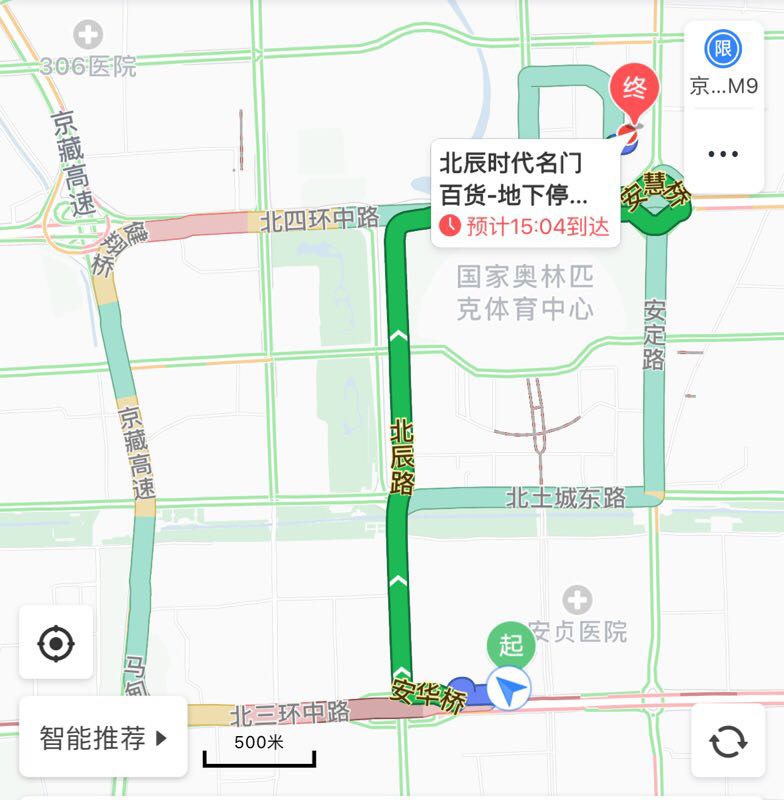 306医院
限
京...M9
终
京藏高速
北辰时代名门
百货-地下停...
预计15:04到达
安慧桥
北四环中路
健翔桥
国家奥林匹
克体育中心
安定路
京藏高速
北辰路
北土城东路
安贞医院
起
马甸
安华桥
北三环中路
智能推荐
500米